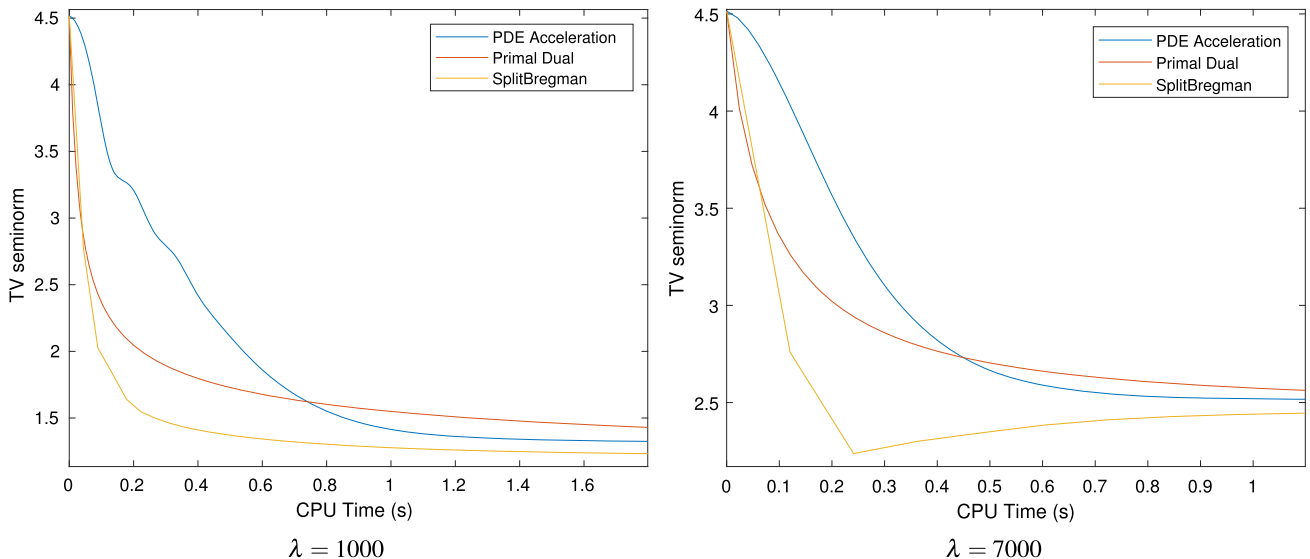 4.5
4
3.5
3
2.5
2
1.5
TV seminorm
PDE Acceleration
Primal Dual
SplitBregman
0 0.2 0.4 0.6 0.8 1 1.2 1.4 1.6
CPU Time (s)
λ = 1000
4.5
4
3.5
3
2.5
TV seminorm
PDE Acceleration
Primal Dual
SplitBregman
0 0.1 0.2 0.3 0.4 0.5 0.6 0.7 0.8 0.9 1
CPU Time (s)
λ = 7000